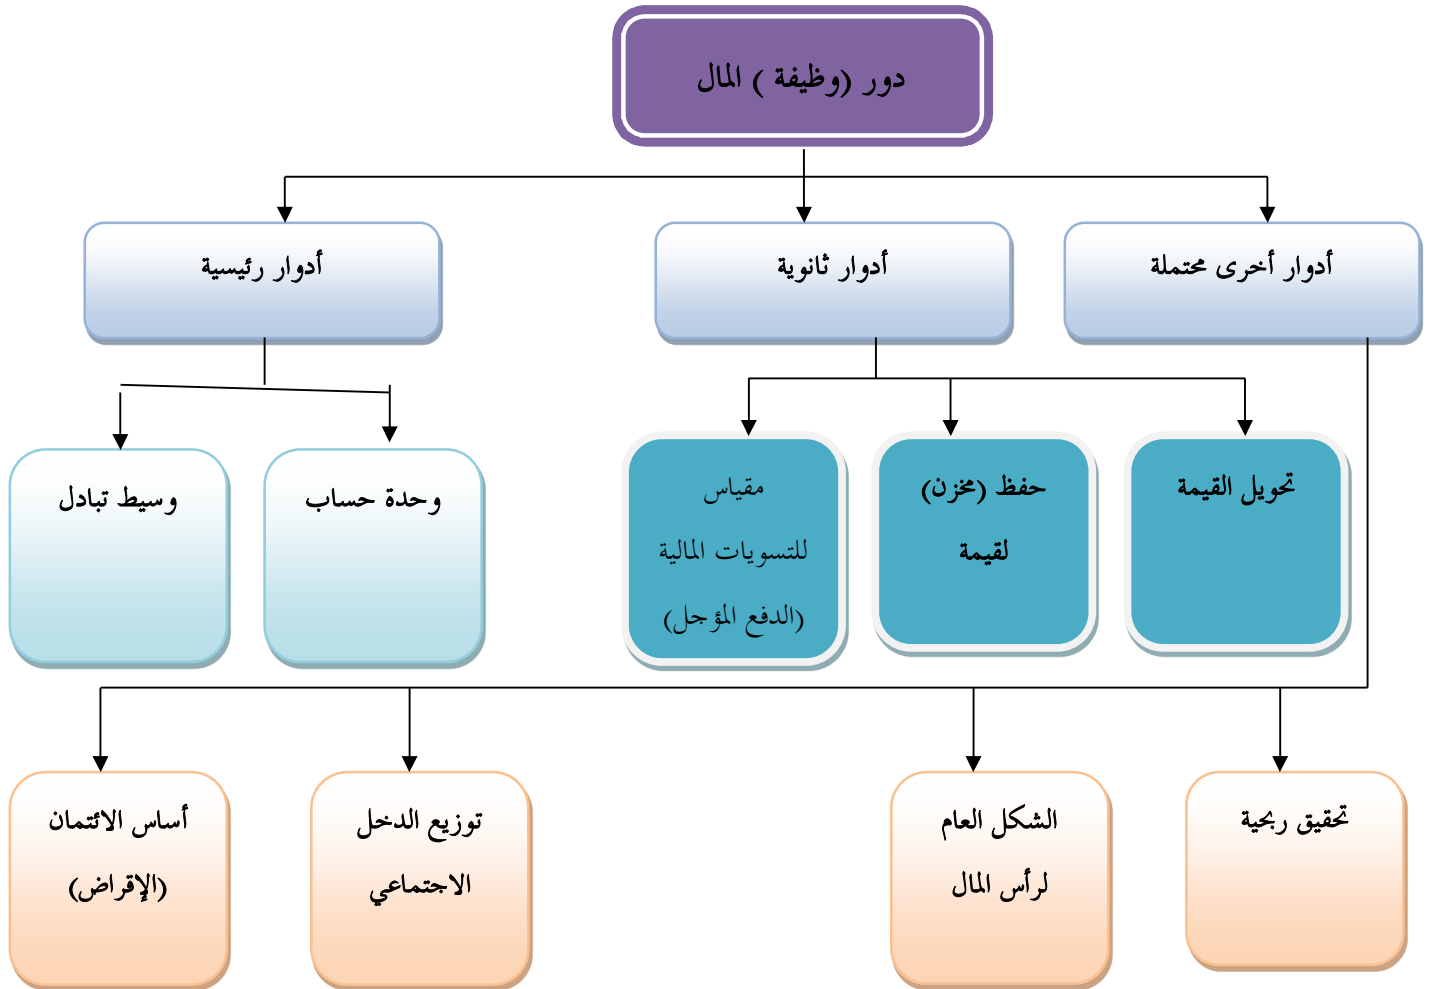 دور (وظيفة ) المال
أدوار أخرى محتملة
أدوار ثانوية
أدوار رئيسية
تحويل القيمة
حفظ (مخزن)
لقيمة
مقياس
للتسويات المالية
(الدفع المؤجل)
وحدة حساب
وسيط تبادل
تحقيق ربحية
الشكل العام
لرأس المال
توزيع الدخل
الاجتماعي
أساس الائتمان
(الإقراض)